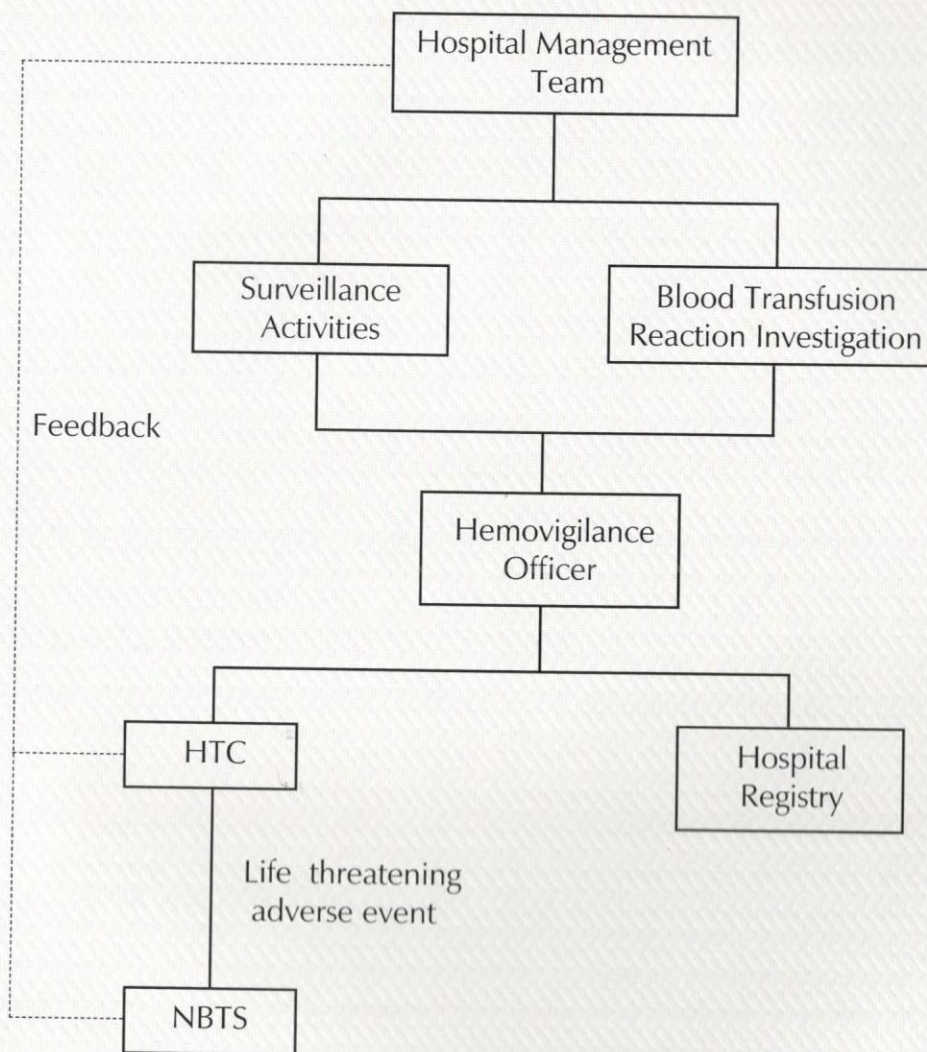 Hospital Management
Team
Surveillance
Activities
Blood Transfusion
Reaction Investigation
Feedback
Hemovigilance
Officer
HTC
Hospital
Registry
Life threatening
adverse event
NBTS